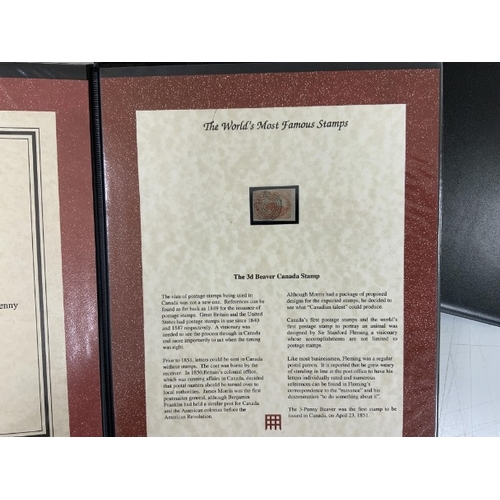 enny
The World's Most Famous Stamps
The 3d Beaver Canada Stamp
The idea of postage stamps being used in
Canada was not a new one. References can be
found as far back as 1849 for the issuance of
postage stamps. Great Britain and the United
States had postage stamps in use since 1840
and 1847 respectively. A visionary was
needed to see the process through in Canada
and more importantly to act when the timing
was right.
Prior to 1851, letters could be sent in Canada
without stamps. The cost was borne by the
receiver. In 1850, Britain's colonial office,
which was running affairs in Canada, decided
that postal matters should be turned over to
local authorities. James Morris was the first
postmaster general, although Benjamin
Franklin had held a similar post for Canada
and the American colonies before the
American Revolution.
Although Morris had a package of proposed
designs for the expected stamps, he decided to
see what "Canadian talent" could produce.
Canada's first postage stamps and the world's
first postage stamp to portray an animal was
designed by Sir Stanford Fleming, a visionary
whose accomplishments are not limited to
postage stamps.
Like most businessmen, Fleming was a regular
postal patron. It is reported that he grew weary
of standing in line at the post office to have his
letters individually rated and numerous
references can be found in Fleming's
correspondence to the "nuisance" and his
determination "to do something about it".
The 3-Penny Beaver was the first stamp to be
issued in Canada, on April 23, 1851.